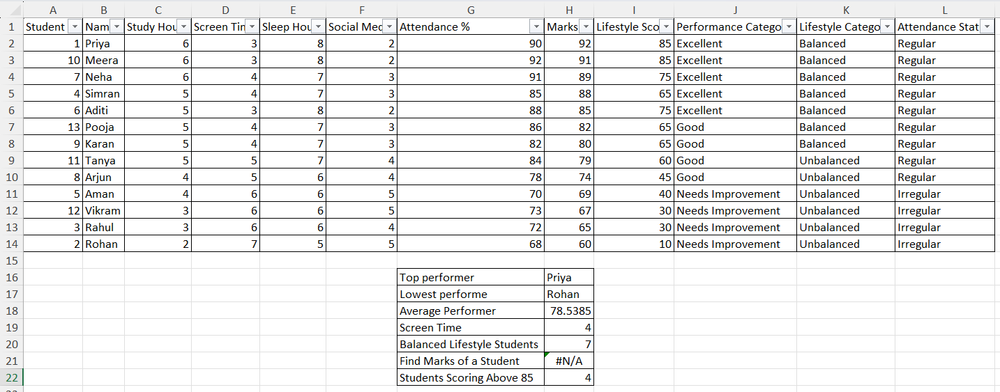 A B C D E F G H I J K L
1 Student Nam Study Hou Screen Tin Sleep Hou Social Med Attendance % Marks Lifestyle Sco Performance Catego Lifestyle Catego Attendance Stat
2 1 Priya 6 3 8 2 90 92 85 Excellent Balanced Regular
3 10 Meera 6 3 8 2 92 91 85 Excellent Balanced Regular
4 7 Neha 6 4 7 3 91 89 75 Excellent Balanced Regular
5 4 Simran 5 4 7 3 85 88 65 Excellent Balanced Regular
6 6 Aditi 5 3 8 2 88 85 75 Excellent Balanced Regular
7 13 Pooja 5 4 7 3 86 82 65 Good Balanced Regular
8 9 Karan 5 4 7 3 82 80 65 Good Balanced Regular
9 11 Tanya 5 5 7 4 84 79 60 Good Unbalanced Regular
10 8 Arjun 4 5 6 4 78 74 45 Good Unbalanced Regular
11 5 Aman 4 6 6 5 70 69 40 Needs Improvement Unbalanced Irregular
12 12 Vikram 3 6 6 5 73 67 30 Needs Improvement Unbalanced Irregular
13 3 Rahul 3 6 6 4 72 65 30 Needs Improvement Unbalanced Irregular
14 2 Rohan 2 7 5 5 68 60 10 Needs Improvement Unbalanced Irregular
15
16 Top performer Priya
17 Lowest performe Rohan
18 Average Performer 78.5385
19 Screen Time 4
20 Balanced Lifestyle Students 7
21 Find Marks of a Student #N/A
22 Students Scoring Above 85 4